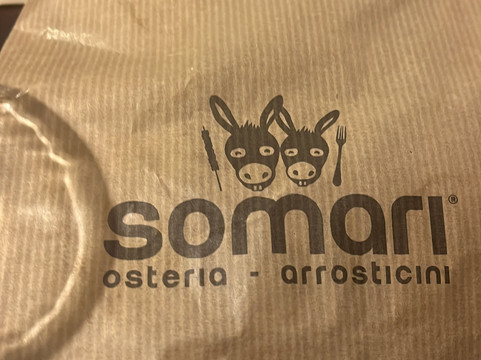 somari®
osteria - arrosticini